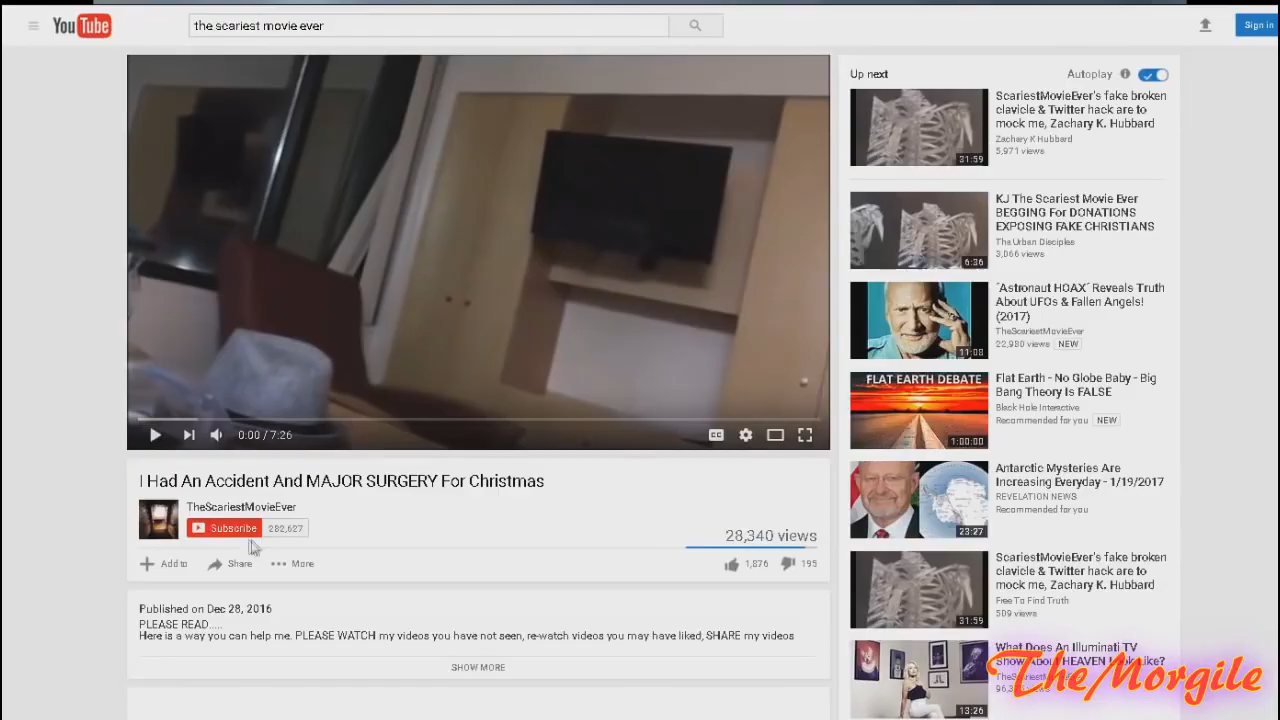 YouTube
the scariest movie ever
Sign in
0:00 / 7:26
CC
I Had An Accident And MAJOR SURGERY For Christmas
TheScariestMovieEver
Subscribe 282,627
28,340 views
Add to Share More
1,876 195
Published on Dec 28, 2016
PLEASE READ.....
Here is a way you can help me. PLEASE WATCH my videos you have not seen, re-watch videos you may have liked, SHARE my videos
SHOW MORE
Up next
Autoplay
ScariestMovieEver's fake broken
clavicle & Twitter hack are to
mock me, Zachary K. Hubbard
Zachary K Hubbard
5,971 views
31:59
KJ The Scariest Movie Ever
BEGGING For DONATIONS
EXPOSING FAKE CHRISTIANS
The Urban Disciples
3,066 views
6:36
"Astronaut HOAX" Reveals Truth
About UFOs & Fallen Angels!
(2017)
TheScariestMovieEver
22,980 views NEW
11:08
FLAT EARTH DEBATE
1:00:00
Flat Earth - No Globe Baby - Big
Bang Theory Is FALSE
Black Hole Interactive
Recommended for you NEW
Antarctic Mysteries Are
Increasing Everyday - 1/19/2017
REVELATION NEWS
Recommended for you
23:27
ScariestMovieEver's fake broken
clavicle & Twitter hack are to
mock me, Zachary K. Hubbard
Free To Find Truth
509 views
31:59
What Does An Illuminati TV
Show About HEAVEN Look Like?
13:26
TheMorgile